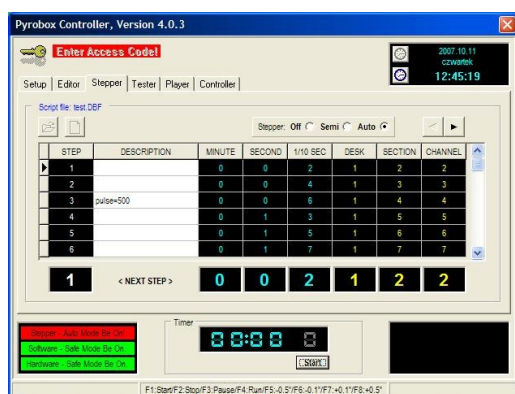 Pyrobox Controller, Version 4.0.3
Enter Access Code!
2007.10.11
czwartek
12:45:19
Setup Editor Stepper Tester Player Controller
Script file: test.DBF
Stepper: Off Semi Auto
STEP DESCRIPTION MINUTE SECOND 1/10 SEC DESK SECTION CHANNEL
1 0 0 2 1 2 2
2 0 0 4 1 3 3
3 pulse=500 0 0 6 1 4 4
4 0 1 3 1 5 5
5 0 1 5 1 6 6
6 0 1 7 1 7 7
1 < NEXT STEP > 0 0 2 1 2 2
Timer
Stepper - Auto Mode Be On
Software - Safe Mode Be On
Hardware - Safe Mode Be On
00:00 0
Start
F1:Start/F2:Stop/F3:Pause/F4:Run/F5:-0.5"/F6:-0.1"/F7:+0.1"/F8:+0.5"